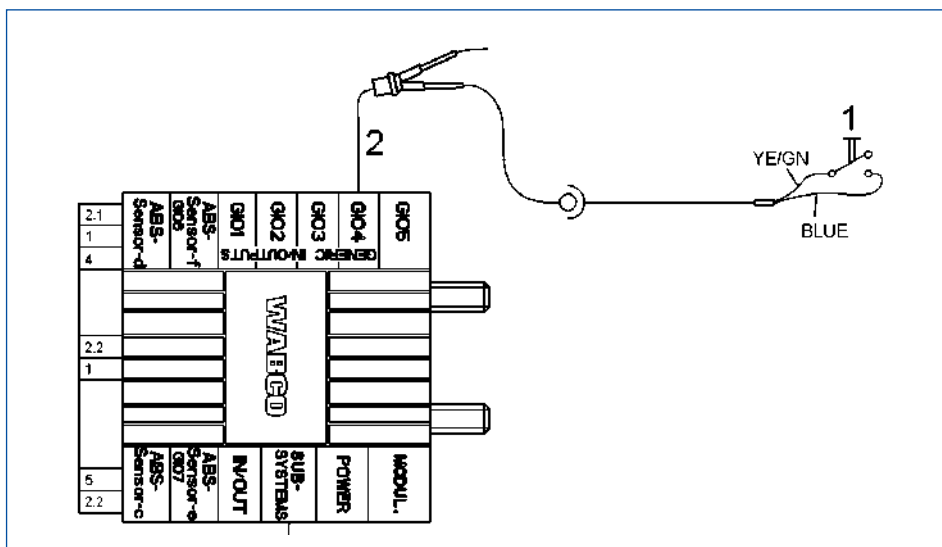 1
2
YE/GN
BLUE
2.1
1
4
2.2
1
5
2.2
ABS-
Sensor-d
ABS-
Sensor-f
GIO6
GIO1
GIO2
GIO3
GIO4
GIO5
GENERIC IN/OUTPUTS
WABCO
ABS-
Sensor-c
ABS-
Sensor-e
GIO7
IN/OUT
SUB-
SYSTEMS
POWER
MODUL.